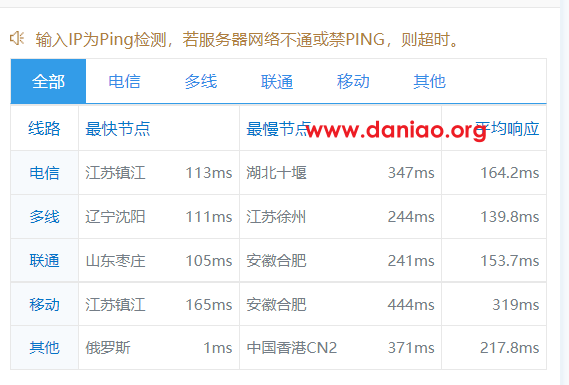 输入IP为Ping检测，若服务器网络不通或禁PING，则超时。
全部 电信 多线 联通 移动 其他
线路 最快节点 最慢节点 平均响应
www.daniao.org
电信 江苏镇江 113ms 湖北十堰 347ms 164.2ms
多线 辽宁沈阳 111ms 江苏徐州 244ms 139.8ms
联通 山东枣庄 105ms 安徽合肥 241ms 153.7ms
移动 江苏镇江 165ms 安徽合肥 444ms 319ms
其他 俄罗斯 1ms 中国香港CN2 371ms 217.8ms